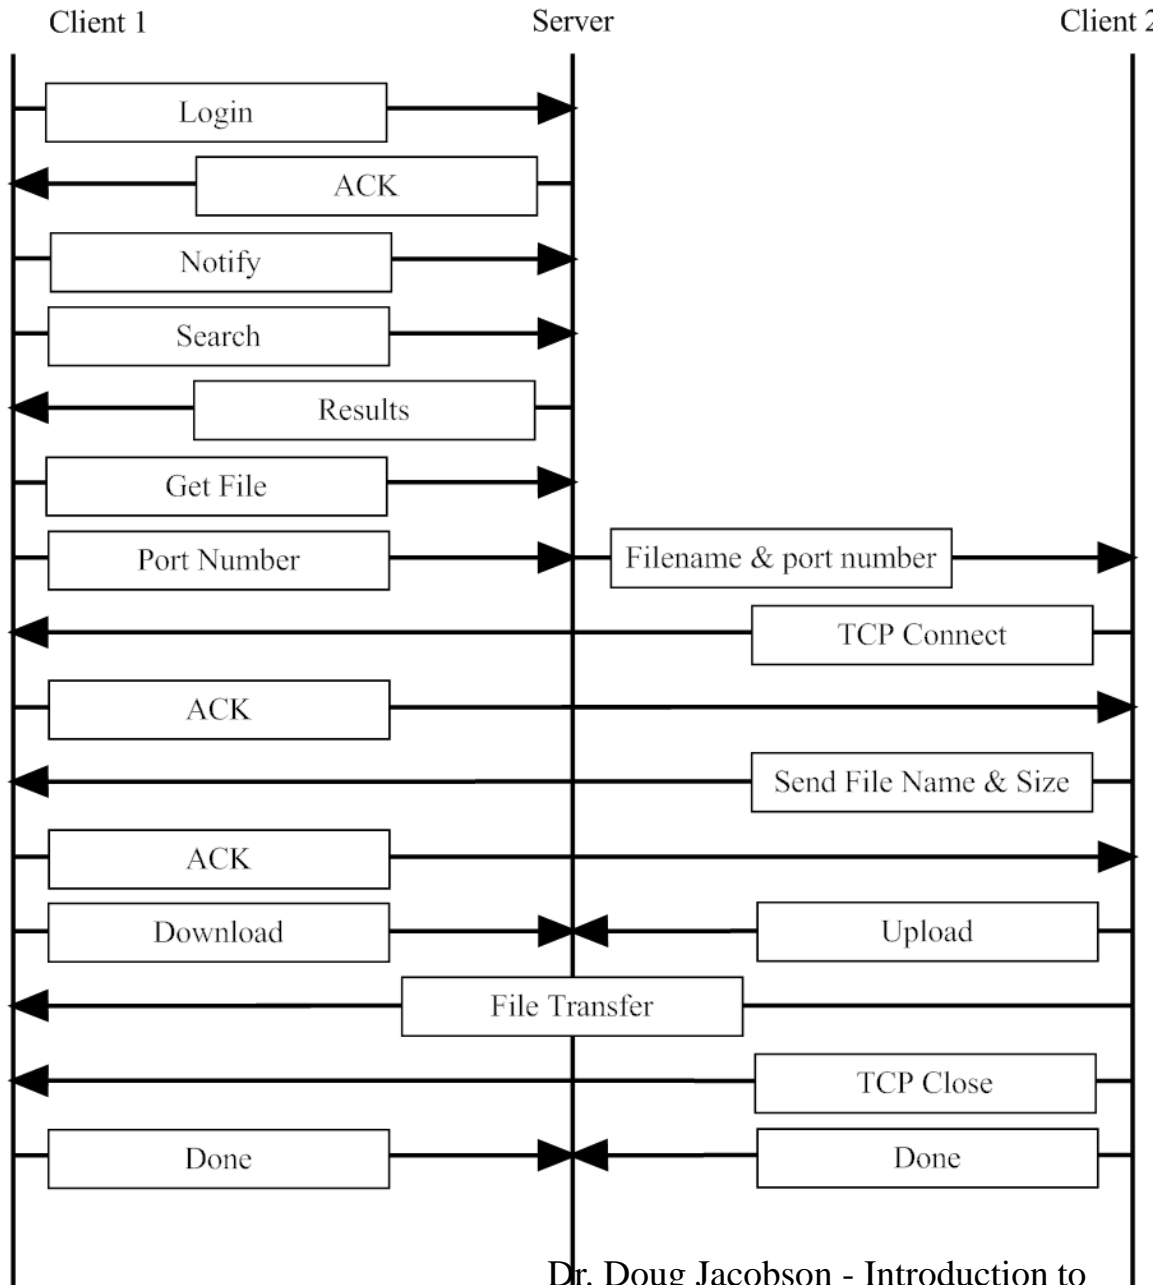 Client 1
Server
Client 2
Login
ACK
Notify
Search
Results
Get File
Port Number
Filename & port number
TCP Connect
ACK
Send File Name & Size
ACK
Download
Upload
File Transfer
TCP Close
Done
Done
Dr. Doug Jacobson - Introduction to